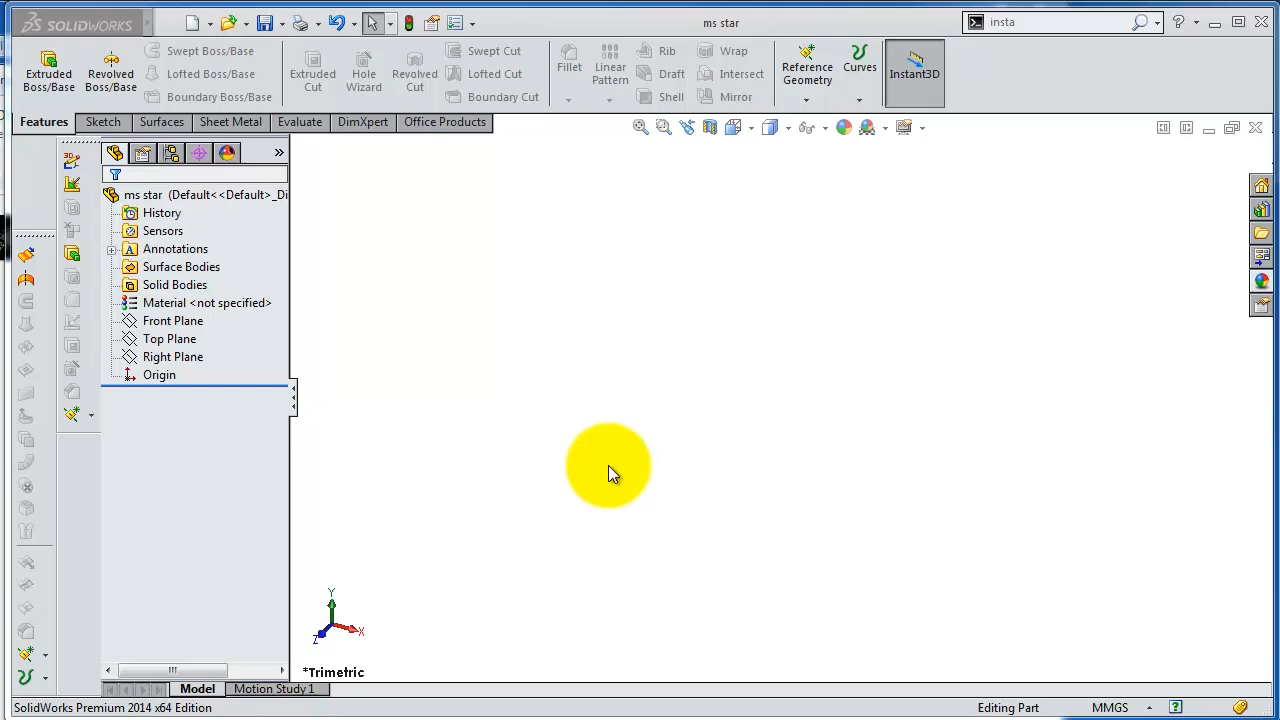 SOLIDWORKS
ms star
insta
Extruded Boss/Base
Revolved Boss/Base
Swept Boss/Base
Lofted Boss/Base
Boundary Boss/Base
Extruded Cut
Hole Wizard
Revolved Cut
Swept Cut
Lofted Cut
Boundary Cut
Fillet
Linear Pattern
Rib
Draft
Shell
Wrap
Intersect
Mirror
Reference Geometry
Curves
Instant3D
Features
Sketch
Surfaces
Sheet Metal
Evaluate
DimXpert
Office Products
ms star (Default<<Default>_Di
History
Sensors
Annotations
Surface Bodies
Solid Bodies
Material <not specified>
Front Plane
Top Plane
Right Plane
Origin
Y
X
Z
*Trimetric
Model
Motion Study 1
SolidWorks Premium 2014 x64 Edition
Editing Part
MMGS